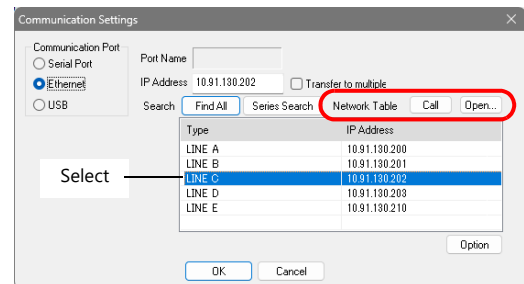 Communication Settings
Communication Port
Serial Port
Ethernet
USB
Port Name
IP Address 10.91.130.202 Transfer to multiple
Search Find All Series Search Network Table Call Open...
Type IP Address
LINE A 10.91.130.200
LINE B 10.91.130.201
LINE C 10.91.130.202
LINE D 10.91.130.203
LINE E 10.91.130.210
Select
Option
OK Cancel